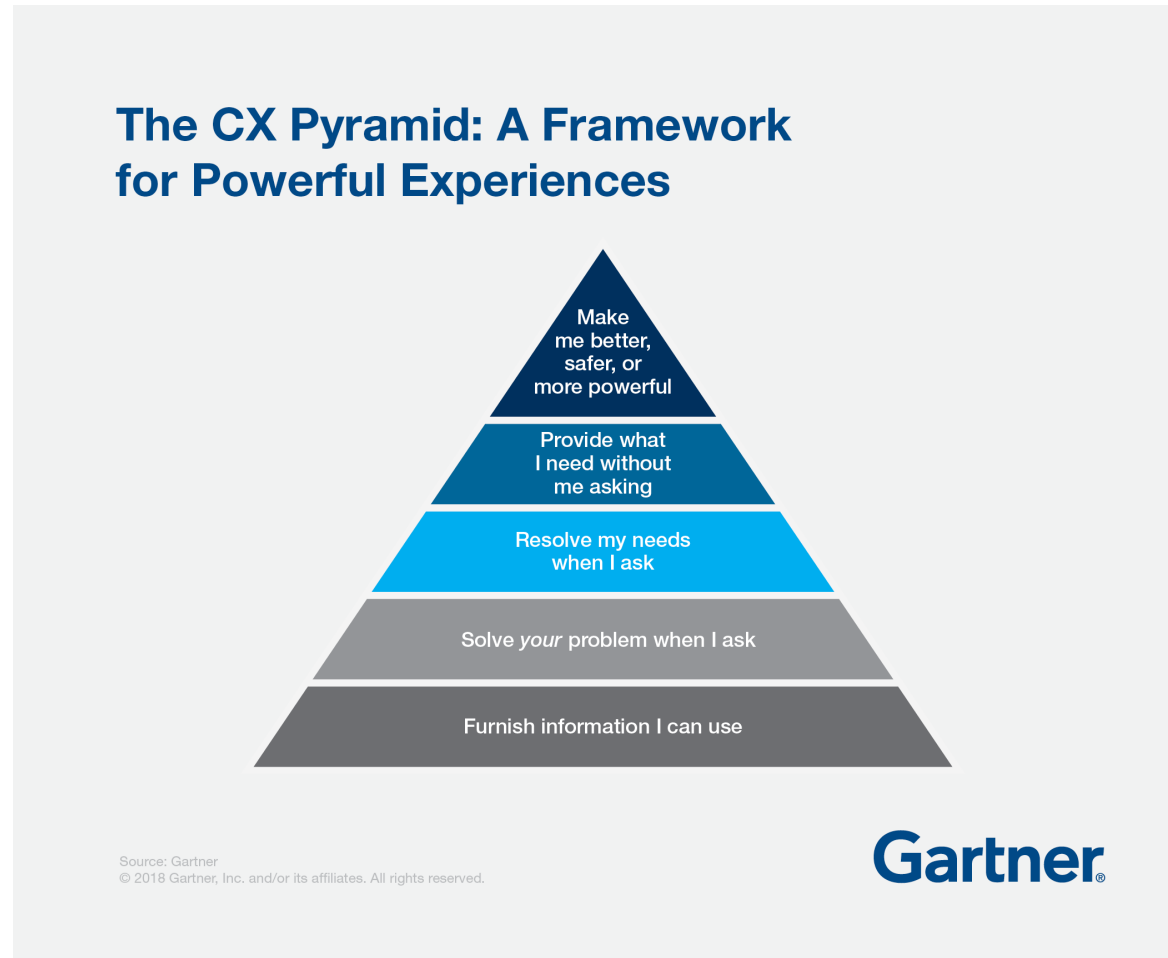 The CX Pyramid: A Framework
for Powerful Experiences
Make
me better,
safer, or
more powerful
Provide what
I need without
me asking
Resolve my needs
when I ask
Solve your problem when I ask
Furnish information I can use
Source: Gartner
© 2018 Gartner, Inc. and/or its affiliates. All rights reserved.
Gartner®